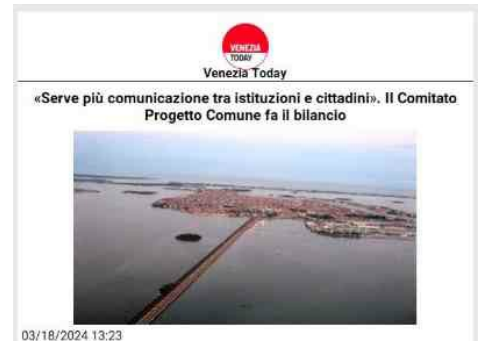 VENEZIA
TODAY
Venezia Today
«Serve più comunicazione tra istituzioni e cittadini». Il Comitato
Progetto Comune fa il bilancio
03/18/2024 13:23